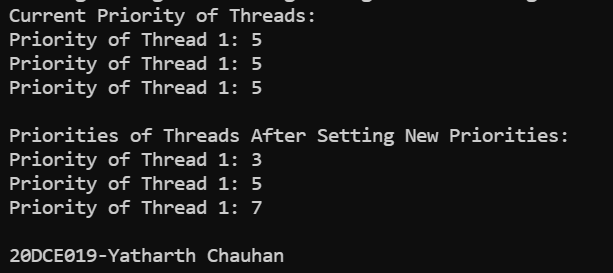 Current Priority of Threads:
Priority of Thread 1: 5
Priority of Thread 1: 5
Priority of Thread 1: 5
Priorities of Threads After Setting New Priorities:
Priority of Thread 1: 3
Priority of Thread 1: 5
Priority of Thread 1: 7
20DCE019-Yatharth Chauhan